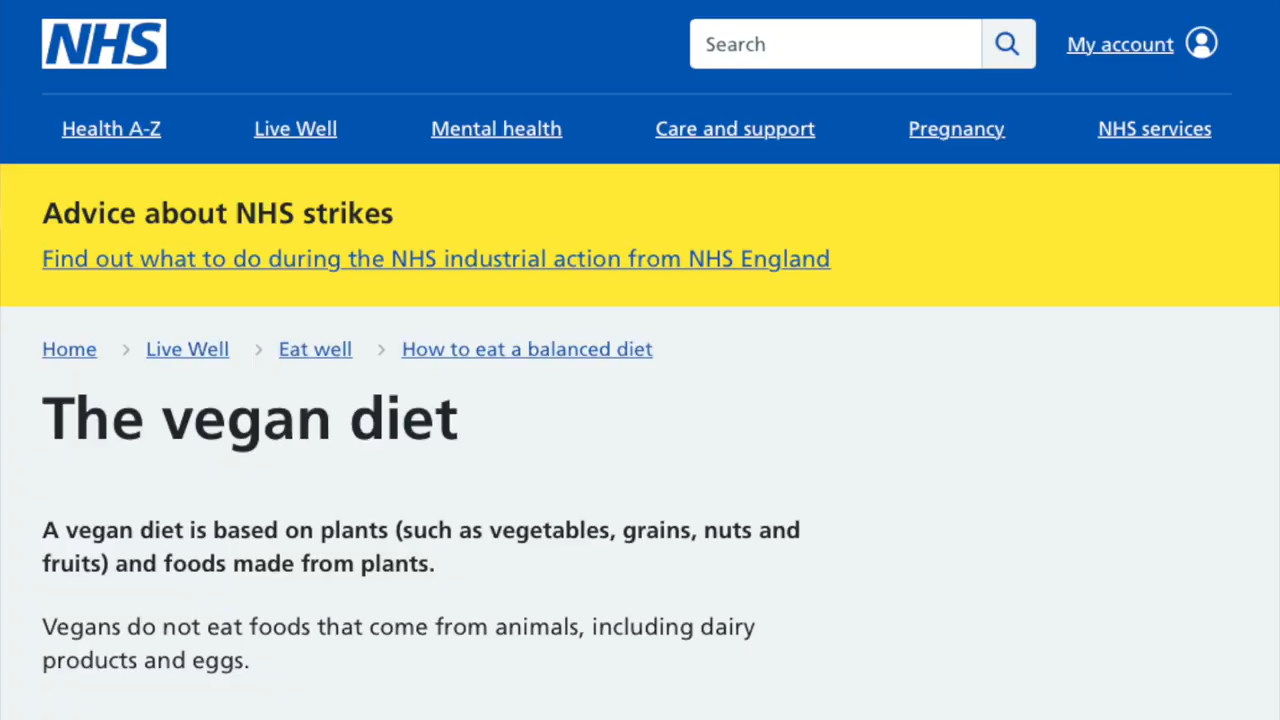 NHS
Search
My account
Health A-Z
Live Well
Mental health
Care and support
Pregnancy
NHS services
Advice about NHS strikes
Find out what to do during the NHS industrial action from NHS England
Home
Live Well
Eat well
How to eat a balanced diet
The vegan diet
A vegan diet is based on plants (such as vegetables, grains, nuts and
fruits) and foods made from plants.
Vegans do not eat foods that come from animals, including dairy
products and eggs.